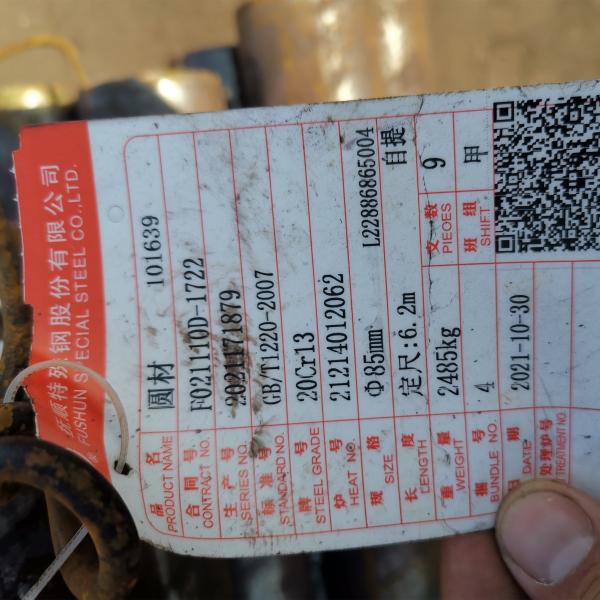 抚顺特殊钢股份有限公司
FUSHUN SPECIAL STEEL CO.,LTD.
品 名 圆材 101639
PRODUCT NAME
合 同 号 F02111OD-1722
CONTRACT NO.
生 产 号 2021171879
SERIES NO.
标 准 号 GB/T1220-2007
STANDARD NO.
牌 号 20Cr13
STEEL GRADE
炉 号 21214012062
HEAT NO.
规 格 Φ85mm L22886865004
SIZE
长 度 定尺:6.2m 自提
LENGTH
重 量 2485kg 支 数 9
WEIGHT PIEOES
捆 号 4 班 组 甲
BUNDLE NO. SHIFT
日 期 2021-10-30
DATE
处理炉号
TREATMENT NO.